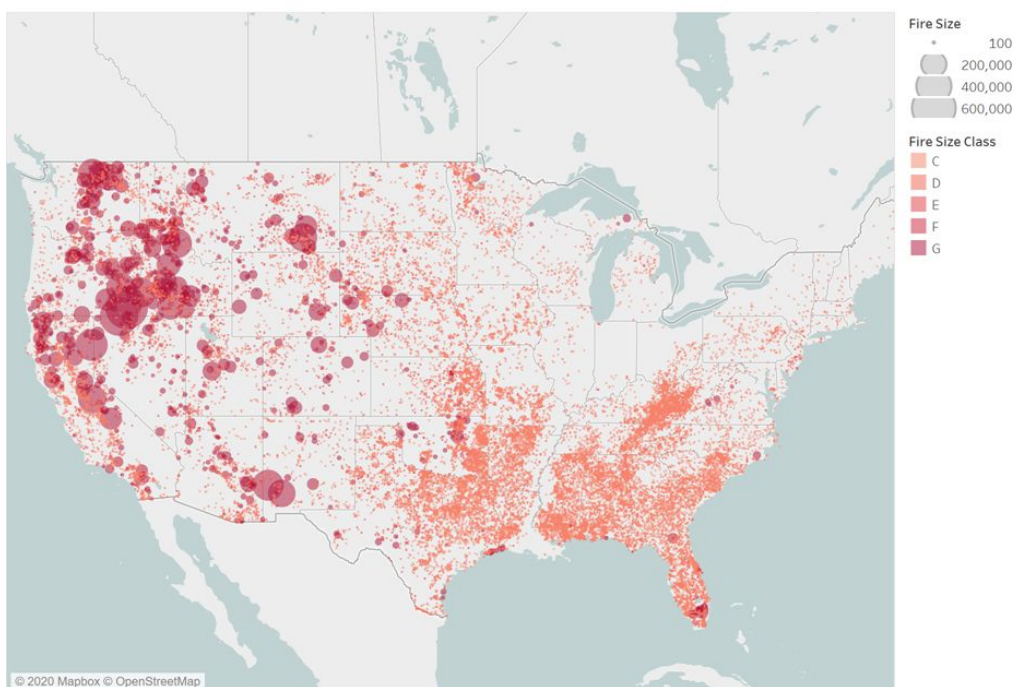 Fire Size
100
200,000
400,000
600,000
Fire Size Class
C
D
E
F
G
© 2020 Mapbox © OpenStreetMap